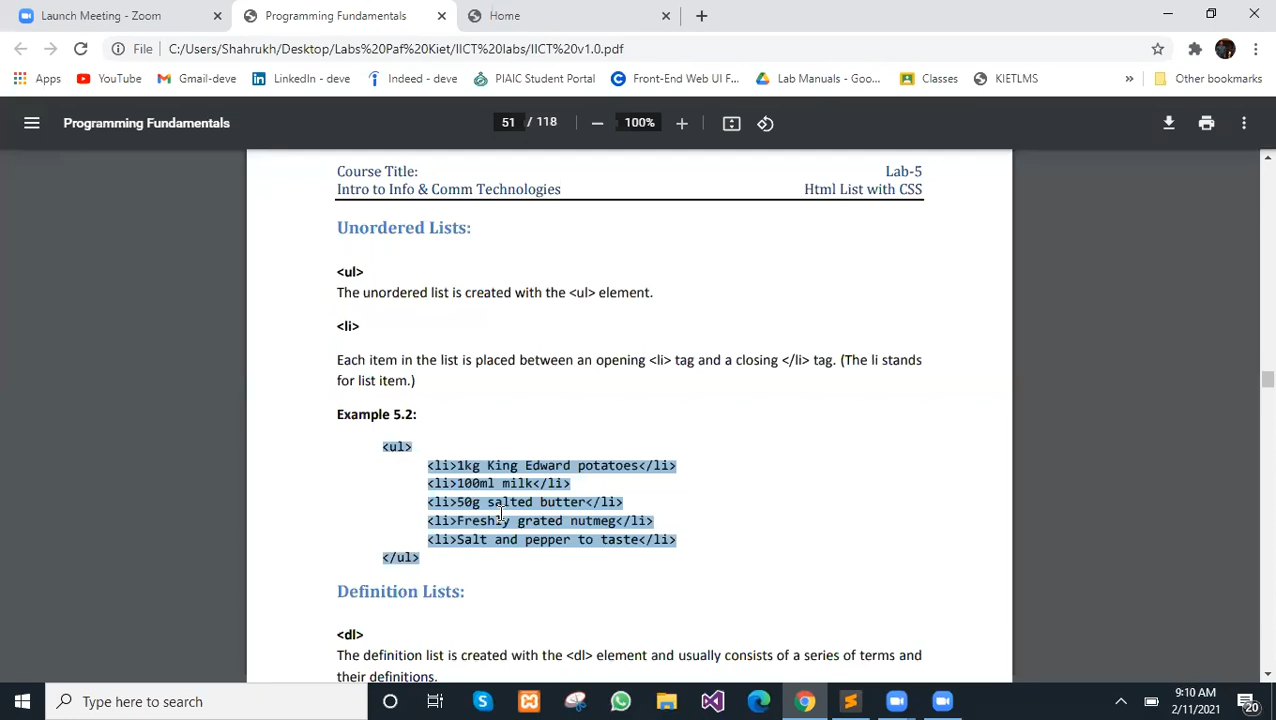 Launch Meeting - Zoom
Programming Fundamentals
Home
File
C:/Users/Shahrukh/Desktop/Labs%20Paf%20Kiet/IICT%20labs/IICT%20v1.0.pdf
Apps
YouTube
Gmail-deve
LinkedIn - deve
Indeed - deve
PIAIC Student Portal
Front-End Web UI F...
Lab Manuals - Goo...
Classes
KIETLMS
»
Other bookmarks
Programming Fundamentals
51 / 118
100%
Course Title:
Lab-5
Intro to Info & Comm Technologies
Html List with CSS
Unordered Lists:
<ul>
The unordered list is created with the <ul> element.
<li>
Each item in the list is placed between an opening <li> tag and a closing </li> tag. (The li stands
for list item.)
Example 5.2:
<ul>
<li>1kg King Edward potatoes</li>
<li>100ml milk</li>
<li>50g salted butter</li>
<li>Freshly grated nutmeg</li>
<li>Salt and pepper to taste</li>
</ul>
Definition Lists:
<dl>
The definition list is created with the <dl> element and usually consists of a series of terms and
their definitions.
Type here to search
9:10 AM
2/11/2021
20